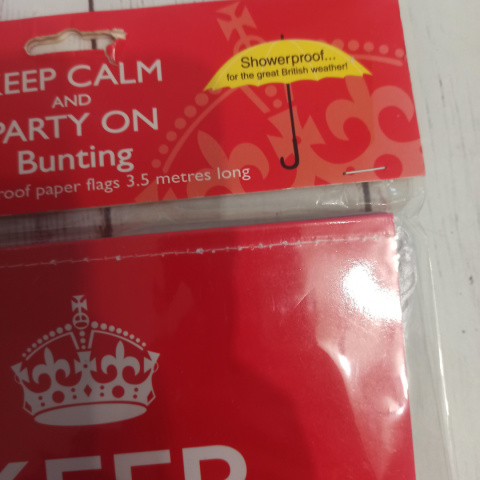 KEEP CALM
AND
PARTY ON
Bunting
roof paper flags 3.5 metres long
Showerproof...
for the great British weather!
KEEP